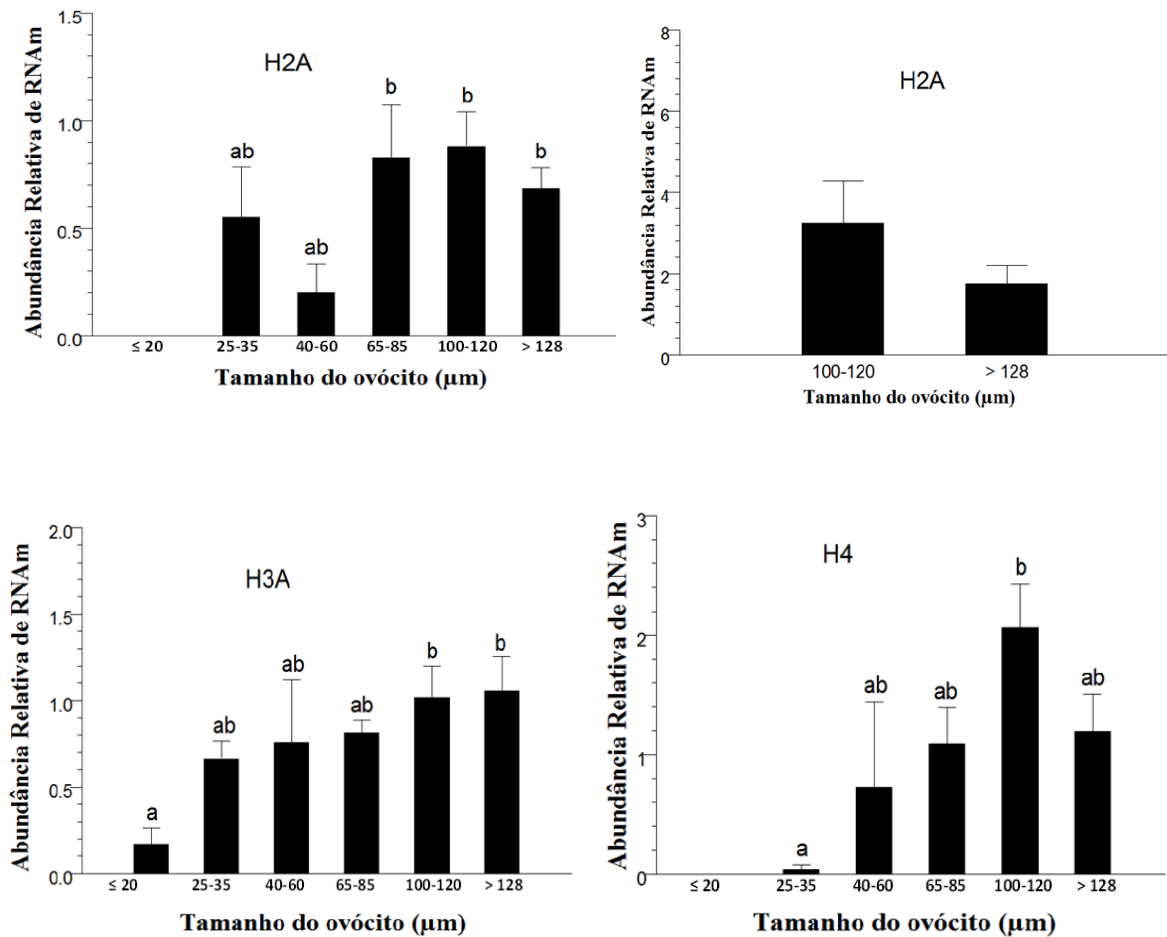 Abundância Relativa de RNAm
1.5
1.0
0.5
0.0
H2A
ab
ab
b
b
b
≤ 20 25-35 40-60 65-85 100-120 > 128
Tamanho do ovócito (µm)
Abundância Relativa de RNAm
8
6
4
2
0
H2A
100-120 > 128
Tamanho do ovócito (µm)
Abundância Relativa de RNAm
2.0
1.5
1.0
0.5
0.0
H3A
a
ab
ab
ab
b
b
≤ 20 25-35 40-60 65-85 100-120 > 128
Tamanho do ovócito (µm)
Abundância Relativa de RNAm
3
2
1
0
H4
a
ab
ab
b
ab
≤ 20 25-35 40-60 65-85 100-120 > 128
Tamanho do ovócito (µm)